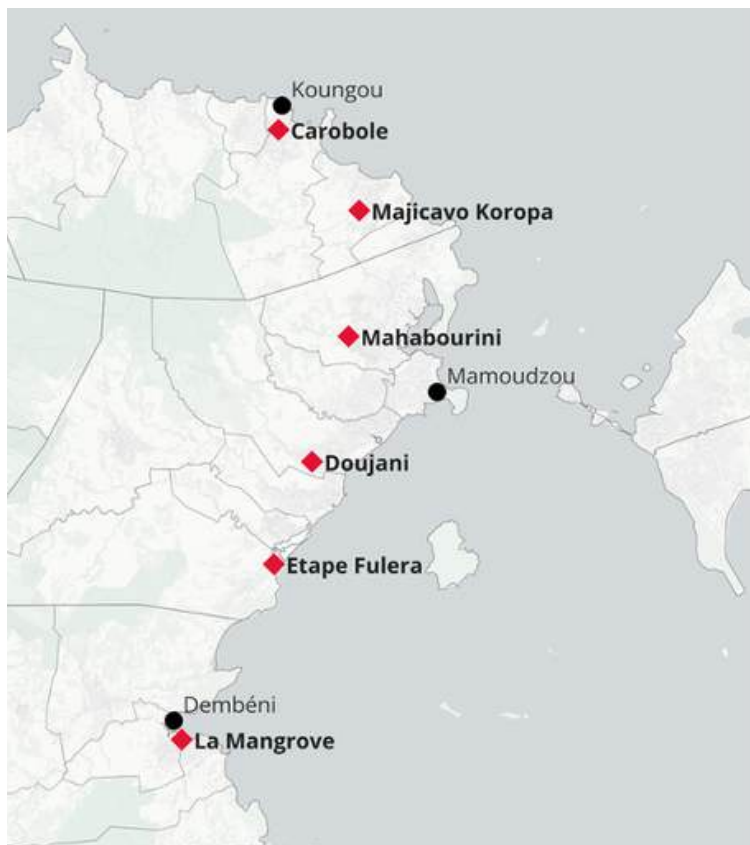 Koungou
Carobole
Majicavo Koropa
Mahabourini
Mamoudzou
Doujani
Etape Fulera
Dembéni
La Mangrove